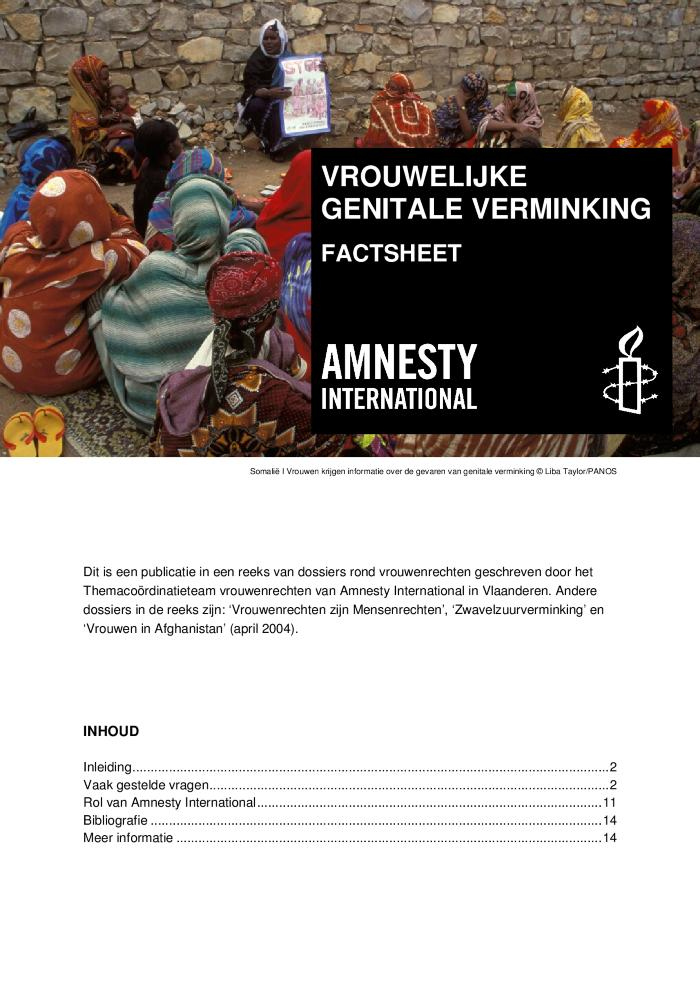 STOP
VROUWELIJKE
GENITALE VERMINKING
FACTSHEET
AMNESTY
INTERNATIONAL
Somalië I Vrouwen krijgen informatie over de gevaren van genitale verminking © Liba Taylor/PANOS
Dit is een publicatie in een reeks van dossiers rond vrouwenrechten geschreven door het
Themacoördinatieteam vrouwenrechten van Amnesty International in Vlaanderen. Andere
dossiers in de reeks zijn: ‘Vrouwenrechten zijn Mensenrechten’, ‘Zwavelzuurverminking’ en
‘Vrouwen in Afghanistan’ (april 2004).
INHOUD
Inleiding....................................................................................................................................2
Vaak gestelde vragen..............................................................................................................2
Rol van Amnesty International...............................................................................................11
Bibliografie ............................................................................................................................14
Meer informatie .....................................................................................................................14